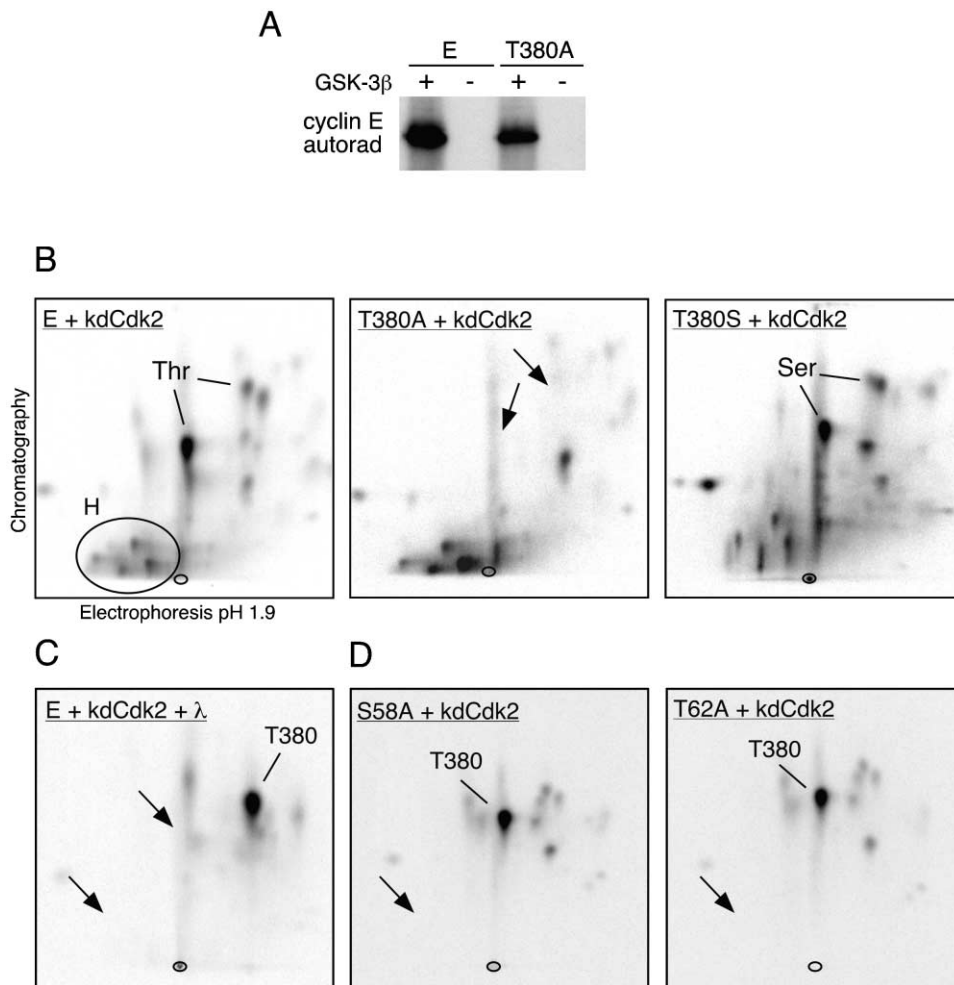 A
E T380A
GSK-3β + - + -
cyclin E
autorad
B
E + kdCdk2
Thr
H
Chromatography
Electrophoresis pH 1.9
T380A + kdCdk2
T380S + kdCdk2
Ser
C
E + kdCdk2 + λ
T380
D
S58A + kdCdk2
T380
T62A + kdCdk2
T380